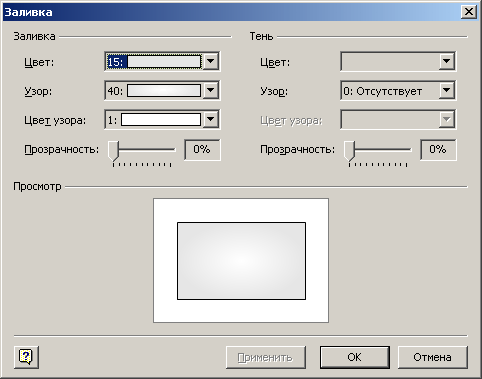 Заливка
Заливка
Тень
Цвет: 15:
Цвет:
Узор: 40:
Узор: 0: Отсутствует
Цвет узора: 1:
Цвет узора:
Прозрачность: 0%
Прозрачность: 0%
Просмотр
? Применить OK Отмена